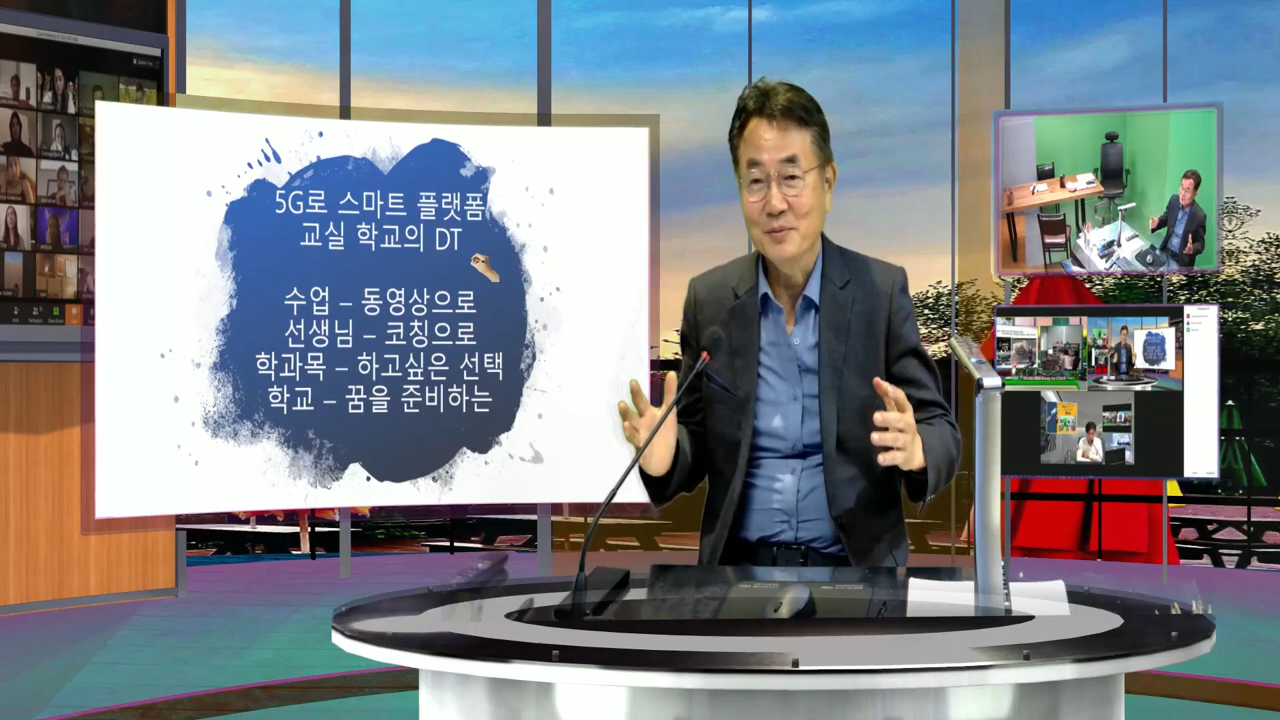 5G로 스마트 플랫폼
교실 학교의 DT
수업 – 동영상으로
선생님 – 코칭으로
학과목 – 하고싶은 선택
학교 – 꿈을 준비하는